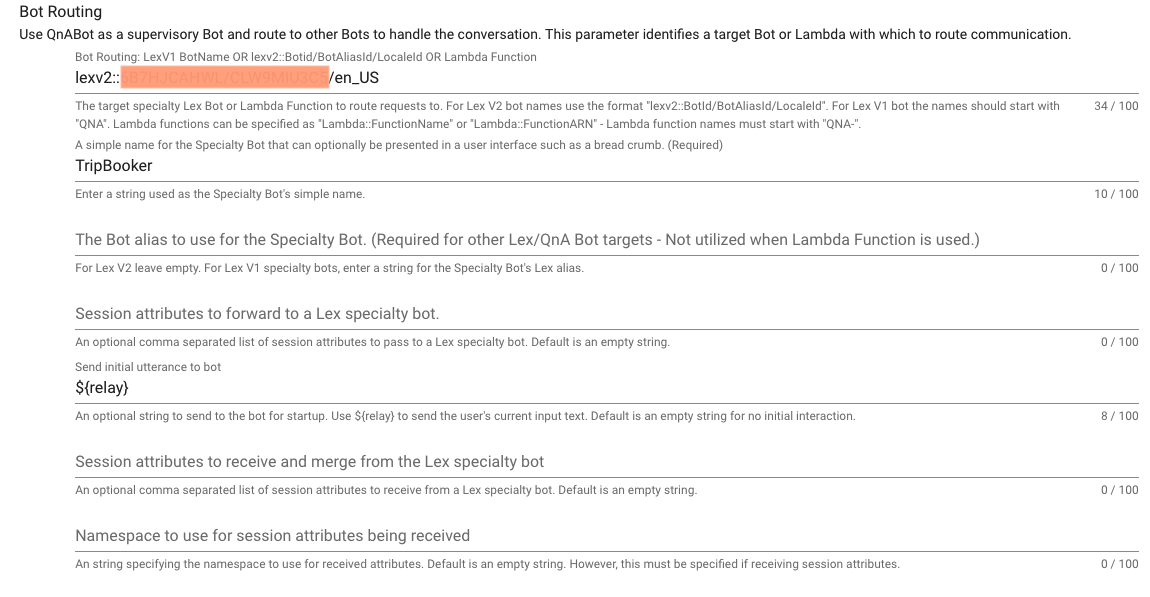 Bot Routing
Use QnABot as a supervisory Bot and route to other Bots to handle the conversation. This parameter identifies a target Bot or Lambda with which to route communication.
Bot Routing: LexV1 BotName OR lexv2::Botid/BotAliasId/LocaleId OR Lambda Function
lexv2::/en_US
The target specialty Lex Bot or Lambda Function to route requests to. For Lex V2 bot names use the format "lexv2::BotId/BotAliasId/LocaleId". For Lex V1 bot the names should start with 34 / 100
"QNA". Lambda functions can be specified as "Lambda::FunctionName" or "Lambda::FunctionARN" - Lambda function names must start with "QNA-".
A simple name for the Specialty Bot that can optionally be presented in a user interface such as a bread crumb. (Required)
TripBooker
Enter a string used as the Specialty Bot's simple name. 10 / 100
The Bot alias to use for the Specialty Bot. (Required for other Lex/QnA Bot targets - Not utilized when Lambda Function is used.)
For Lex V2 leave empty. For Lex V1 specialty bots, enter a string for the Specialty Bot's Lex alias. 0 / 100
Session attributes to forward to a Lex specialty bot.
An optional comma separated list of session attributes to pass to a Lex specialty bot. Default is an empty string. 0 / 100
Send initial utterance to bot
${relay}
An optional string to send to the bot for startup. Use ${relay} to send the user's current input text. Default is an empty string for no initial interaction. 8 / 100
Session attributes to receive and merge from the Lex specialty bot
An optional comma separated list of session attributes to receive from a Lex specialty bot. Default is an empty string. 0 / 100
Namespace to use for session attributes being received
An string specifying the namespace to use for received attributes. Default is an empty string. However, this must be specified if receiving session attributes. 0 / 100